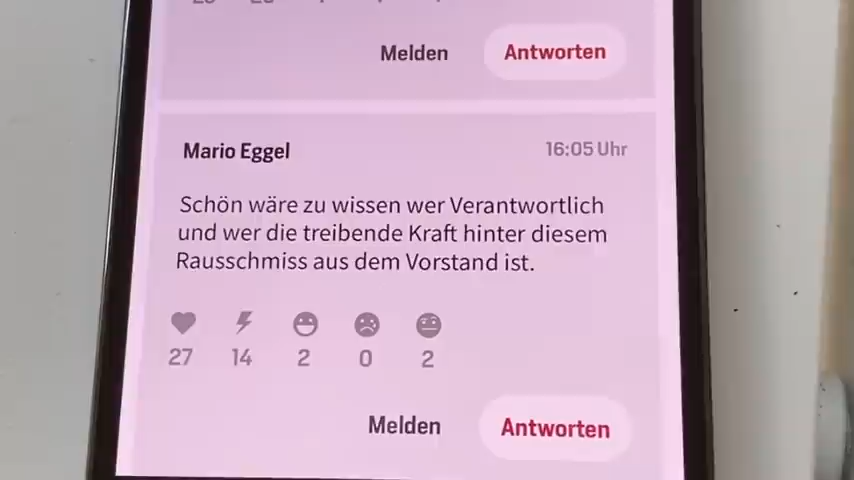 Melden Antworten
Mario Eggel 16:05 Uhr
Schön wäre zu wissen wer Verantwortlich
und wer die treibende Kraft hinter diesem
Rausschmiss aus dem Vorstand ist.
27 14 2 0 2
Melden Antworten